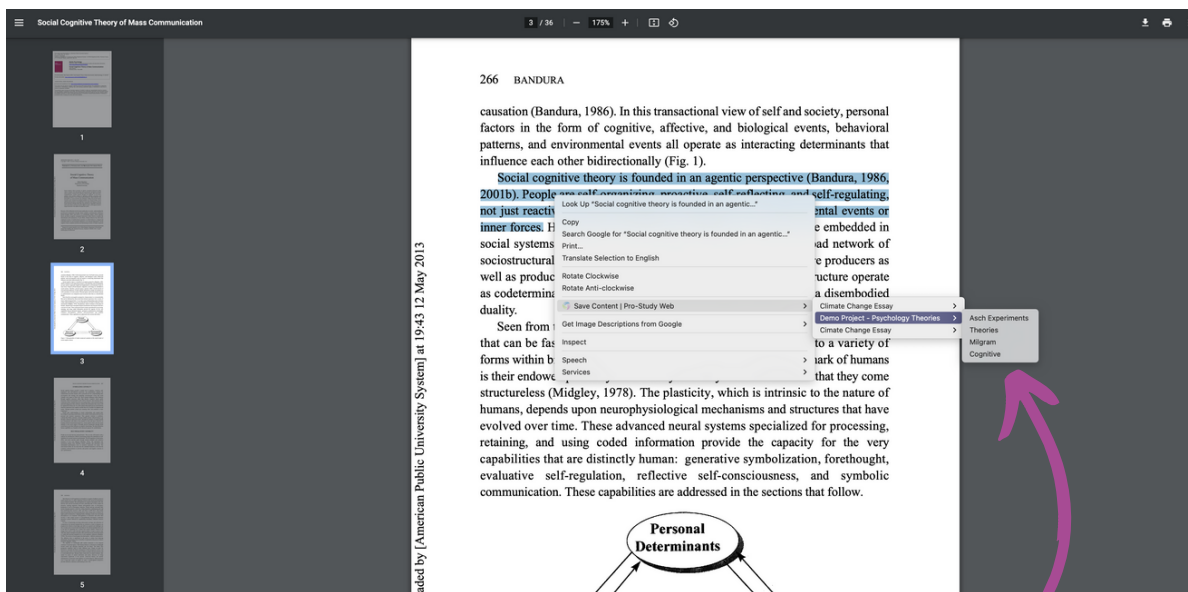 Social Cognitive Theory of Mass Communication
3 / 36
175%
1
2
3
4
5
266 BANDURA
causation (Bandura, 1986). In this transactional view of self and society, personal
factors in the form of cognitive, affective, and biological events, behavioral
patterns, and environmental events all operate as interacting determinants that
influence each other bidirectionally (Fig. 1).
Social cognitive theory is founded in an agentic perspective (Bandura, 1986,
2001b). People are self-organizing, proactive, self-reflecting, and self-regulating,
not just reactiv ental events or
inner forces. e embedded in
social systems ad network of
sociostructural e producers as
well as produc ructure operate
as codetermina a disembodied
duality.
Seen from
that can be fas to a variety of
forms within b ark of humans
is their endowe that they come
structureless (Midgley, 1978). The plasticity, which is intrinsic to the nature of
humans, depends upon neurophysiological mechanisms and structures that have
evolved over time. These advanced neural systems specialized for processing,
retaining, and using coded information provide the capacity for the very
capabilities that are distinctly human: generative symbolization, forethought,
evaluative self-regulation, reflective self-consciousness, and symbolic
communication. These capabilities are addressed in the sections that follow.
Personal
Determinants
aded by [American Public University System] at 19:43 12 May 2013
Look Up "Social cognitive theory is founded in an agentic..."
Copy
Search Google for "Social cognitive theory is founded in an agentic..."
Print...
Translate Selection to English
Rotate Clockwise
Rotate Anti-clockwise
Save Content | Pro-Study Web
Get Image Descriptions from Google
Inspect
Speech
Services
Climate Change Essay
Demo Project - Psychology Theories
Cimate Change Essay
Asch Experiments
Theories
Milgram
Cognitive